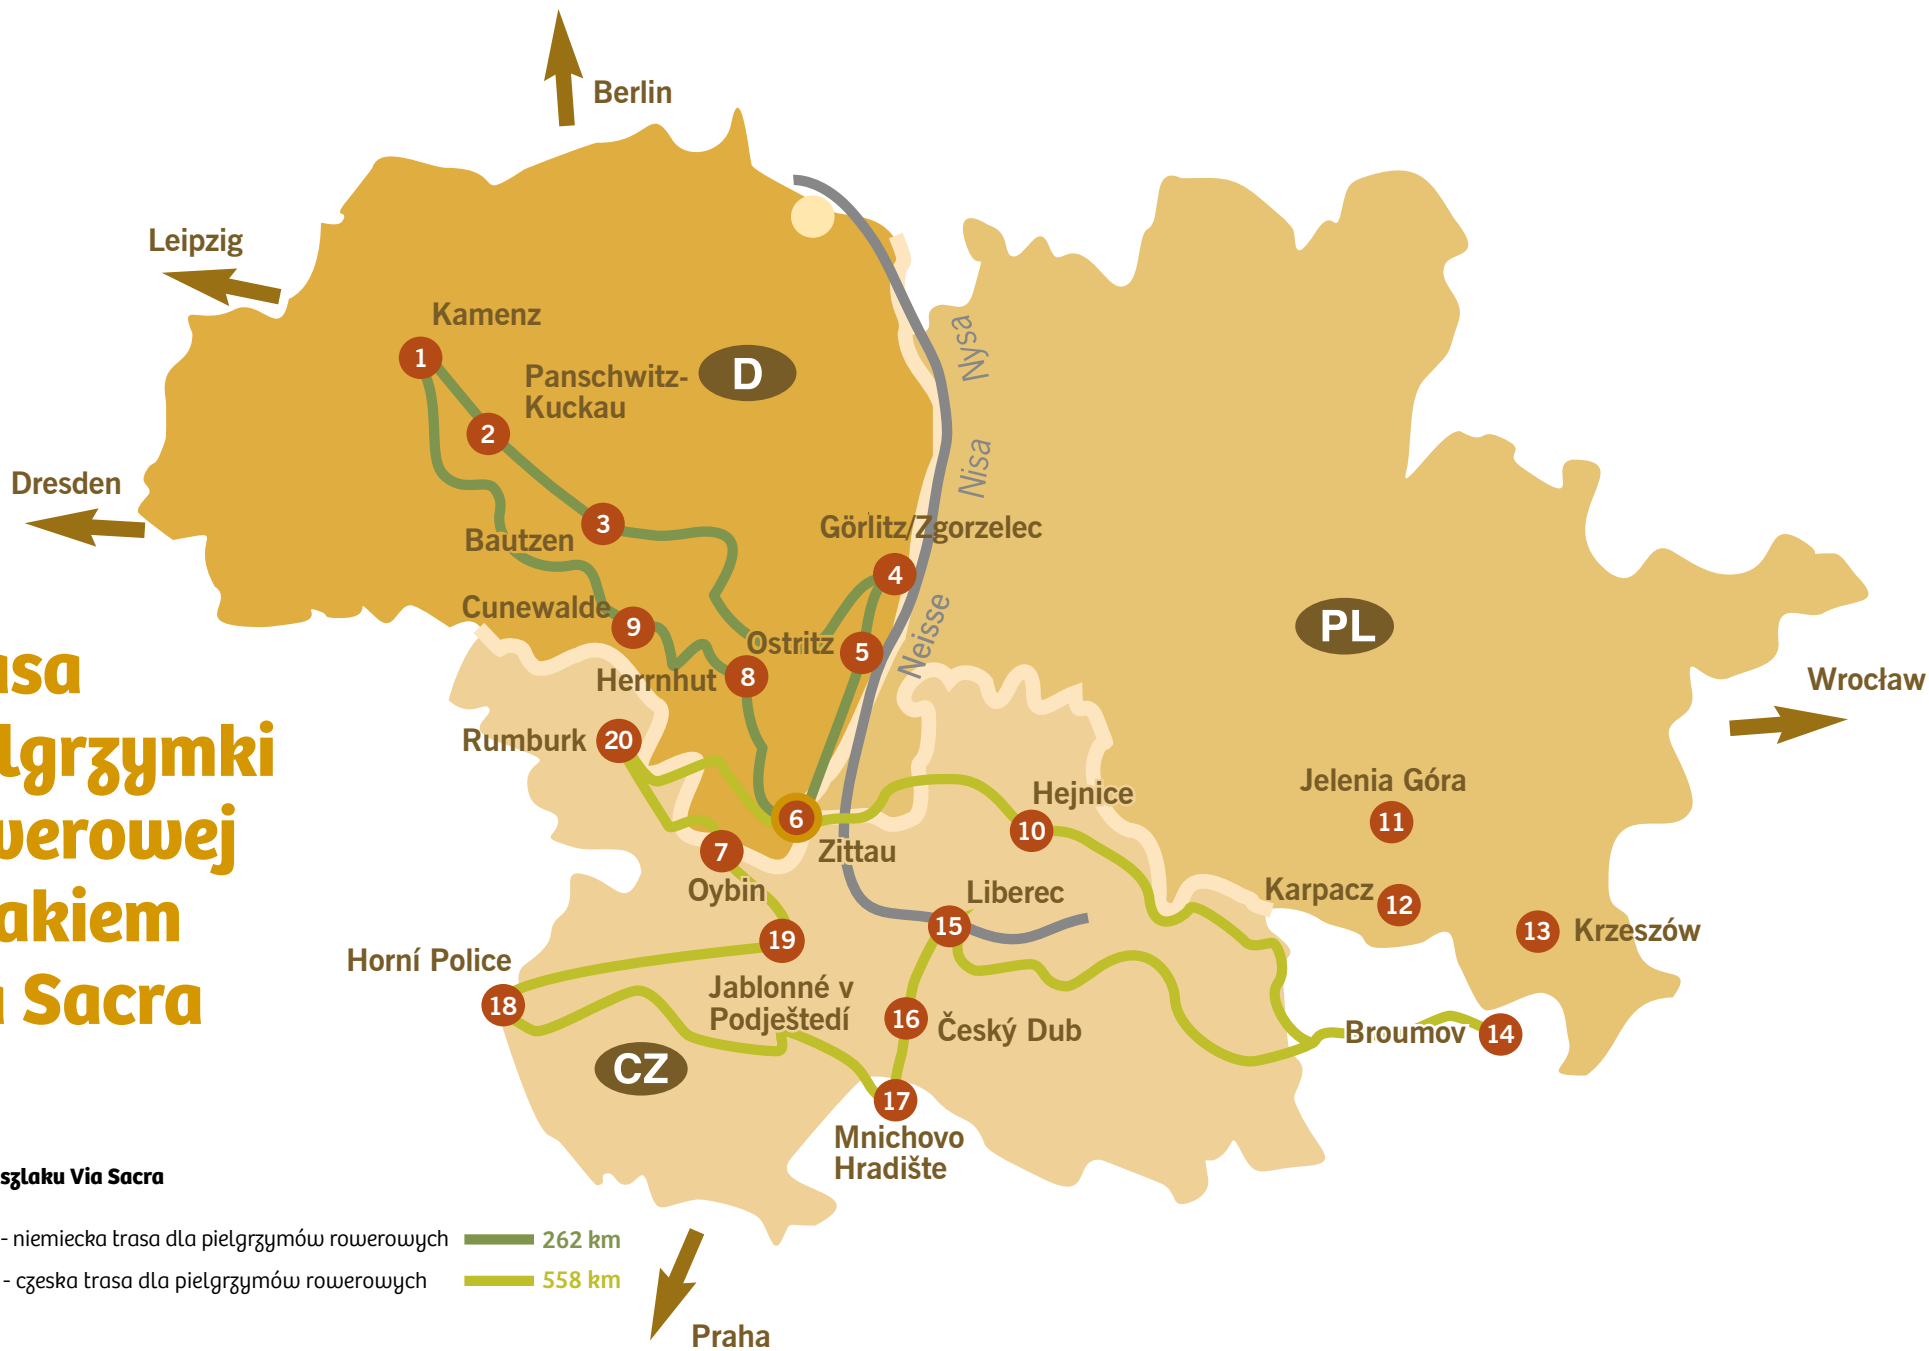 Berlin
Leipzig
Kamenz
1
Panschwitz-
Kuckau
D
2
Nysa
Nisa
Neisse
Dresden
3
Bautzen
Görlitz/Zgorzelec
4
Cunewalde
9
Ostritz
5
PL
Herrnhut
8
Wrocław
asa
lgrzymki
werowej
akiem
a Sacra
Rumburk
20
6
Zittau
Hejnice
10
Jelenia Góra
11
7
Oybin
Liberec
15
Karpacz
12
13
Krzeszów
19
Horní Police
18
Jablonné v
Podještedí
16
Český Dub
Broumov
14
CZ
17
Mnichovo
Hradište
szlaku Via Sacra
- niemiecka trasa dla pielgrzymów rowerowych 262 km
- czeska trasa dla pielgrzymów rowerowych 558 km
Praha